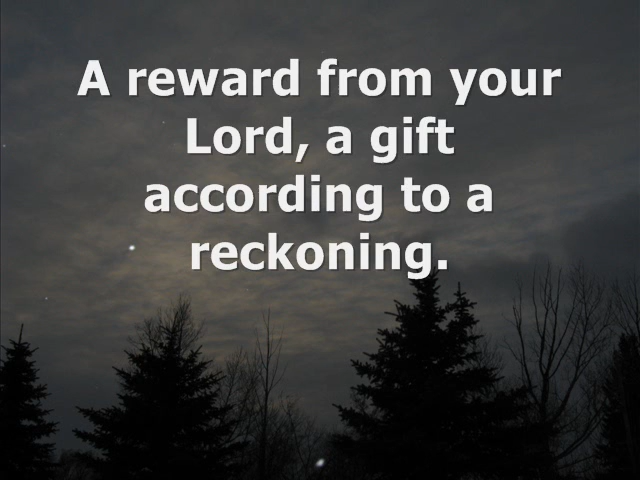 A reward from your
Lord, a gift
according to a
reckoning.